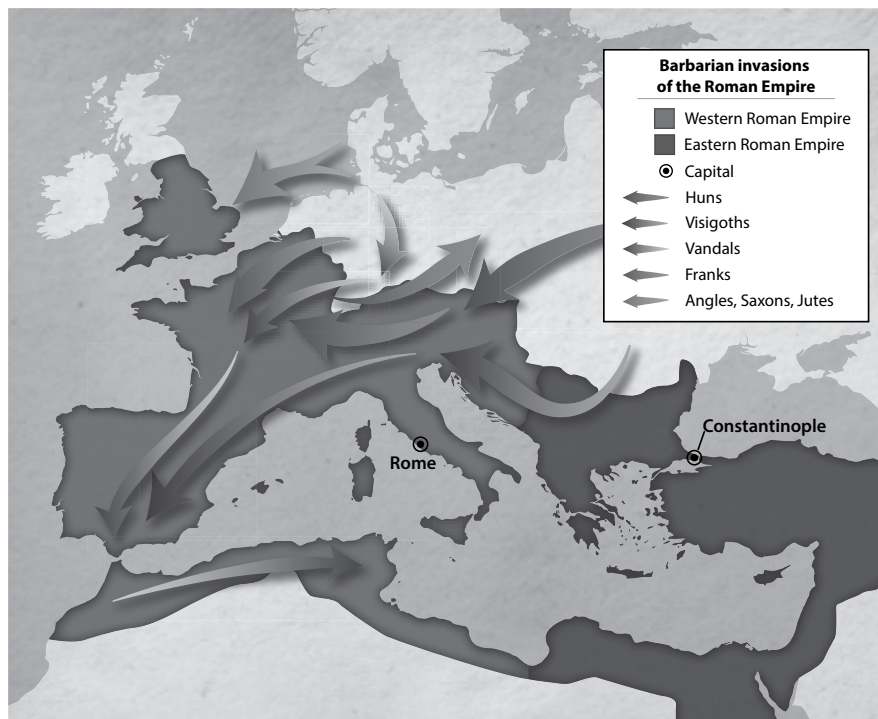 Barbarian invasions
of the Roman Empire
Western Roman Empire
Eastern Roman Empire
Capital
Huns
Visigoths
Vandals
Franks
Angles, Saxons, Jutes
Constantinople
Rome